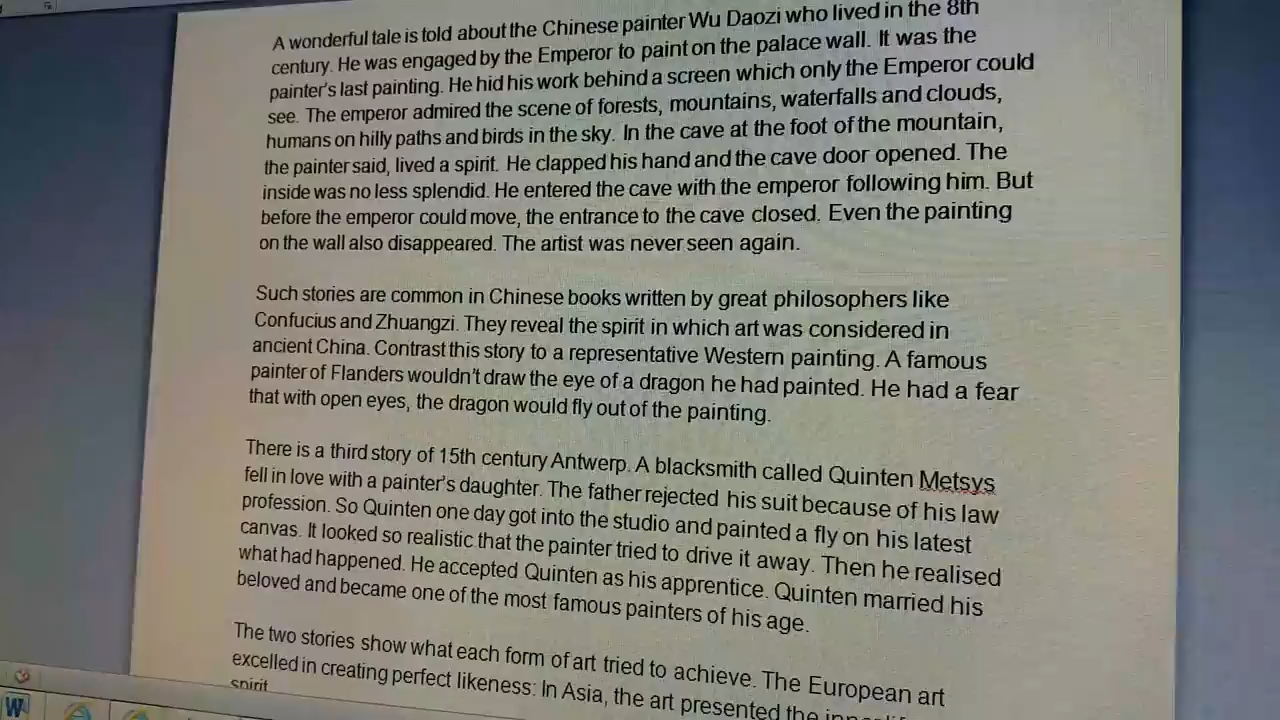 A wonderful tale is told about the Chinese painter Wu Daozi who lived in the 8th
century. He was engaged by the Emperor to paint on the palace wall. It was the
painter's last painting. He hid his work behind a screen which only the Emperor could
see. The emperor admired the scene of forests, mountains, waterfalls and clouds,
humans on hilly paths and birds in the sky. In the cave at the foot of the mountain,
the painter said, lived a spirit. He clapped his hand and the cave door opened. The
inside was no less splendid. He entered the cave with the emperor following him. But
before the emperor could move, the entrance to the cave closed. Even the painting
on the wall also disappeared. The artist was never seen again.
Such stories are common in Chinese books written by great philosophers like
Confucius and Zhuangzi. They reveal the spirit in which art was considered in
ancient China. Contrast this story to a representative Western painting. A famous
painter of Flanders wouldn't draw the eye of a dragon he had painted. He had a fear
that with open eyes, the dragon would fly out of the painting.
There is a third story of 15th century Antwerp. A blacksmith called Quinten Metsys
fell in love with a painter's daughter. The father rejected his suit because of his law
profession. So Quinten one day got into the studio and painted a fly on his latest
canvas. It looked so realistic that the painter tried to drive it away. Then he realised
what had happened. He accepted Quinten as his apprentice. Quinten married his
beloved and became one of the most famous painters of his age.
The two stories show what each form of art tried to achieve. The European art
excelled in creating perfect likeness: In Asia, the art presented the
spirit
W